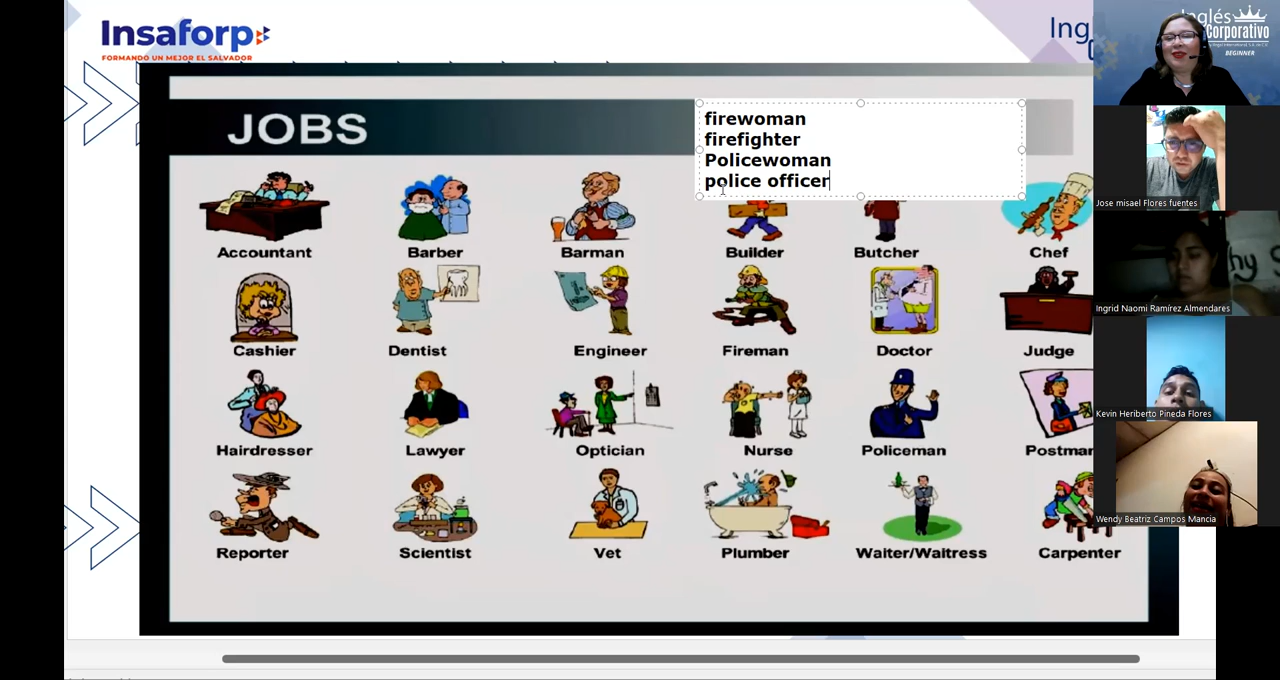 Insaforp
FORMANDO UN MEJOR EL SALVADOR
Ing
Inglés
Corporativo
BEGINNER
JOBS
firewoman
firefighter
Policewoman
police officer
Accountant
Barber
Barman
Builder
Butcher
Chef
Cashier
Dentist
Engineer
Fireman
Doctor
Judge
Hairdresser
Lawyer
Optician
Nurse
Policeman
Postman
Reporter
Scientist
Vet
Plumber
Waiter/Waitress
Carpenter
Jose misael Flores fuentes
Ingrid Naomi Ramírez Almendares
Kevin Heriberto Pineda Flores
Wendy Beatriz Campos Mancia